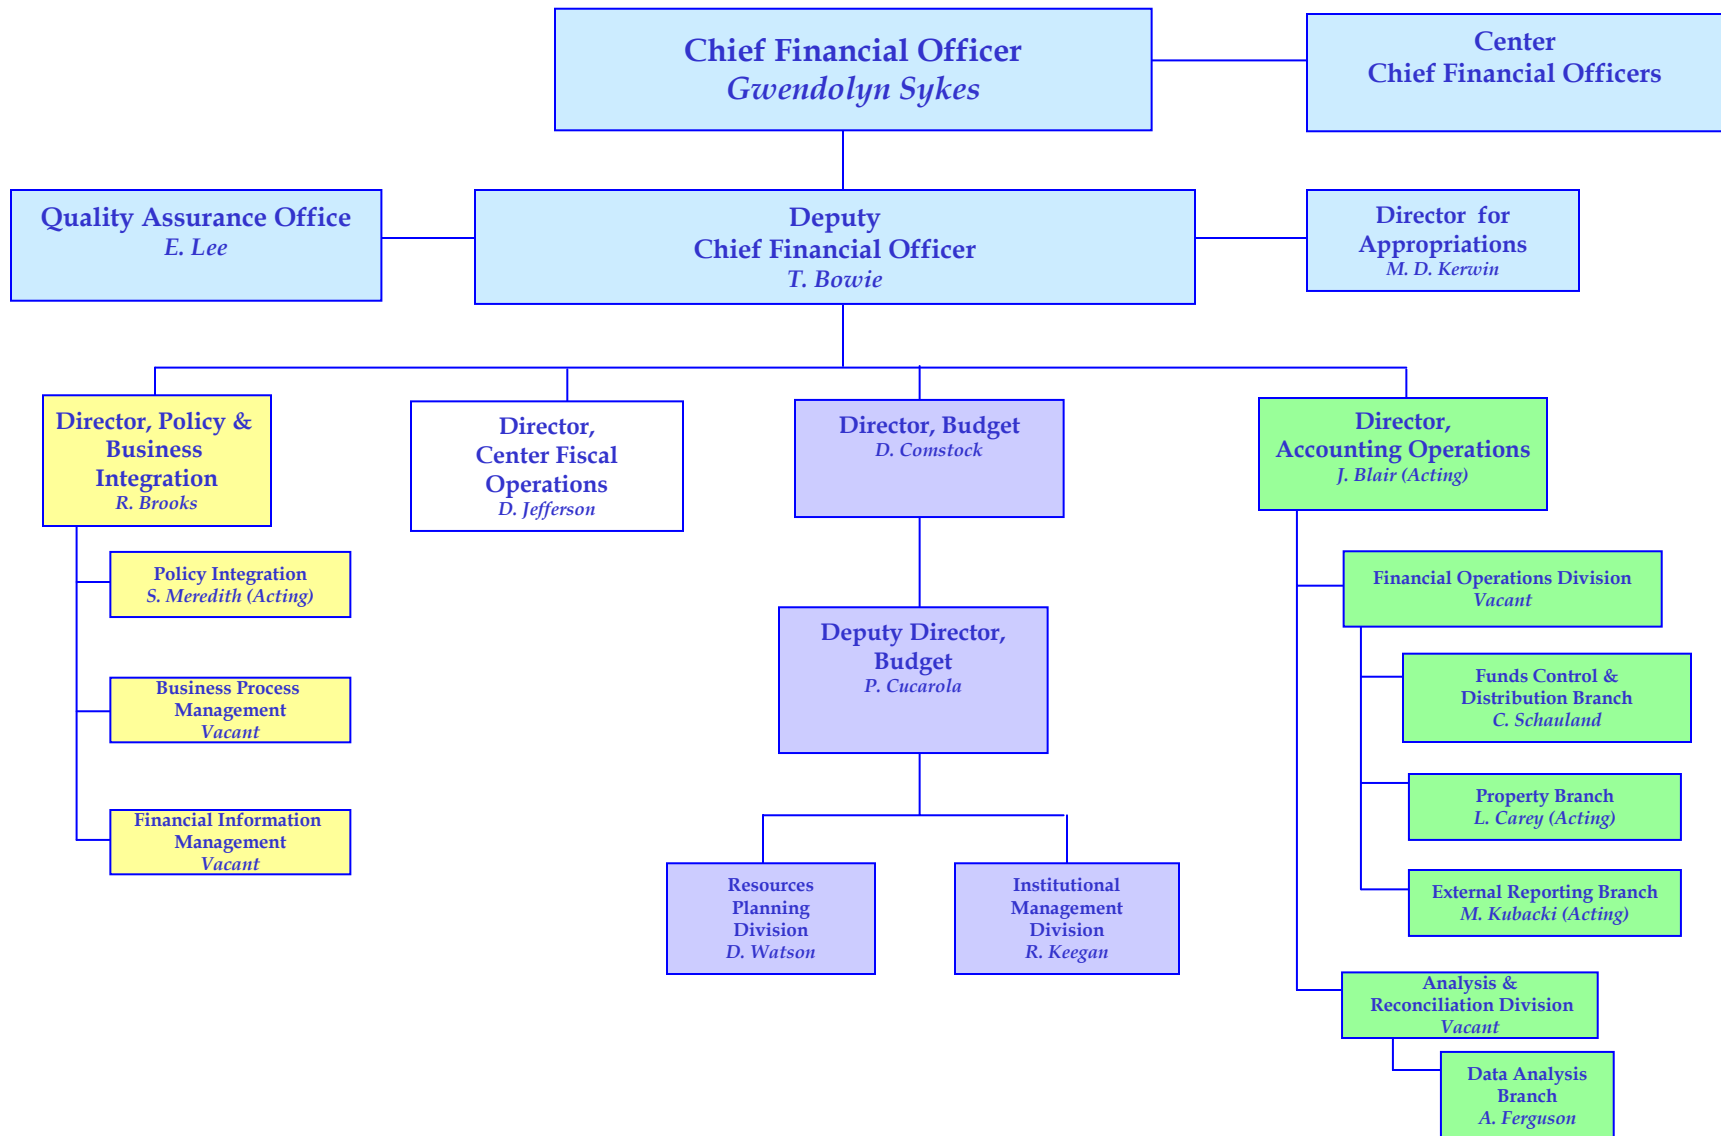 Chief Financial Officer
Gwendolyn Sykes
Center
Chief Financial Officers
Quality Assurance Office
E. Lee
Deputy
Chief Financial Officer
T. Bowie
Director for
Appropriations
M. D. Kerwin
Director, Policy &
Business
Integration
R. Brooks
Director,
Center Fiscal
Operations
D. Jefferson
Director, Budget
D. Comstock
Director,
Accounting Operations
J. Blair (Acting)
Policy Integration
S. Meredith (Acting)
Business Process
Management
Vacant
Financial Information
Management
Vacant
Deputy Director,
Budget
P. Cucarola
Resources
Planning
Division
D. Watson
Institutional
Management
Division
R. Keegan
Financial Operations Division
Vacant
Funds Control &
Distribution Branch
C. Schauland
Property Branch
L. Carey (Acting)
External Reporting Branch
M. Kubacki (Acting)
Analysis &
Reconciliation Division
Vacant
Data Analysis
Branch
A. Ferguson